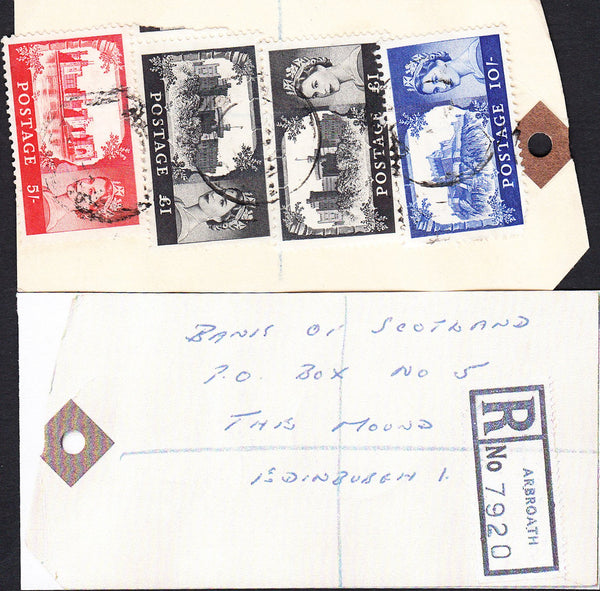 POSTAGE 5/-
POSTAGE £1
POSTAGE £1
POSTAGE 10/-
BANK OF SCOTLAND
P.O. BOX NO 5
THE MOUND
EDINBURGH 1.
R
ARBROATH
No 7920